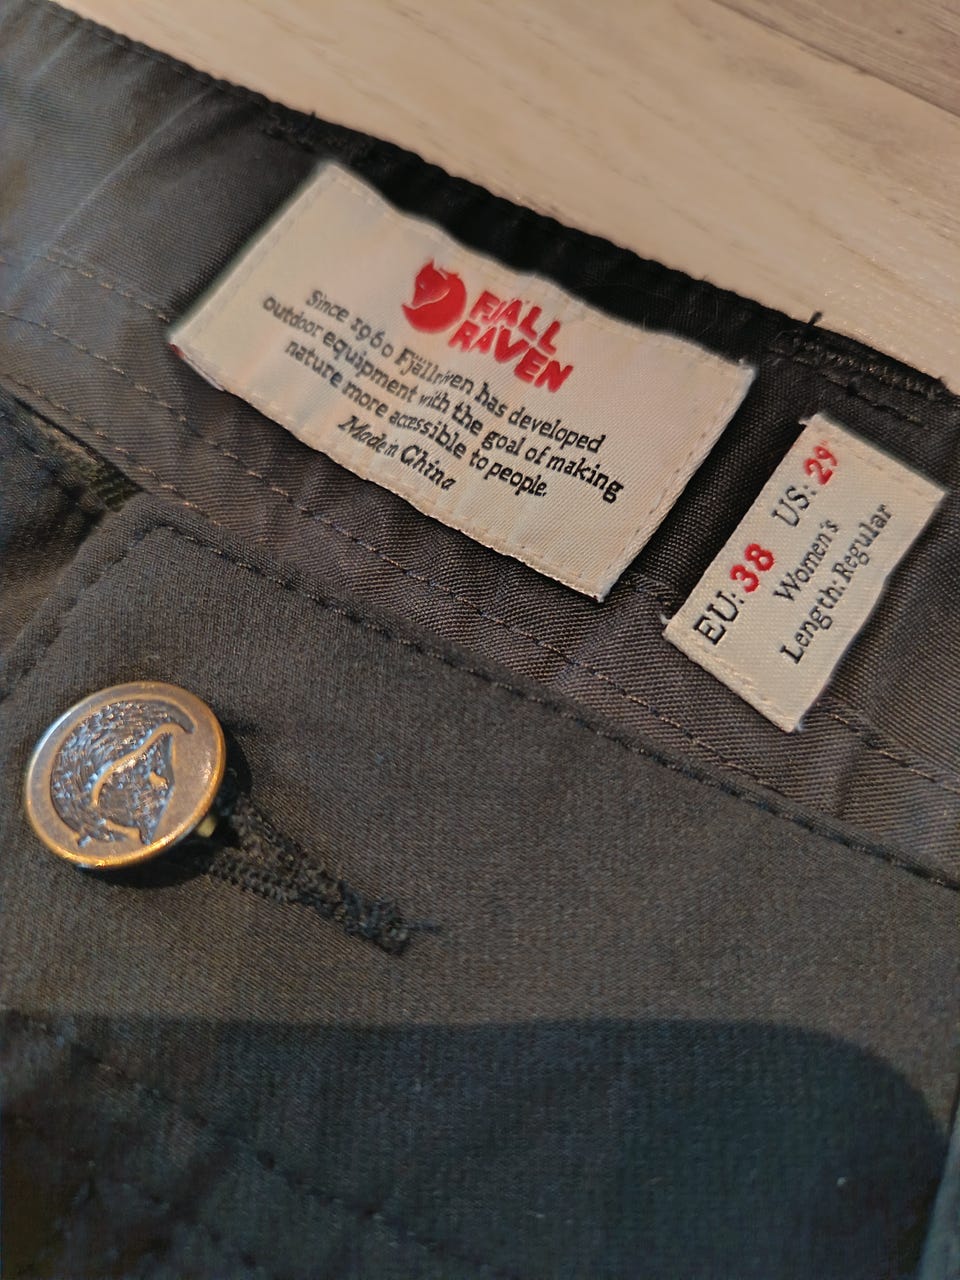 FJÄLL
RÄVEN
Since 1960 Fjällräven has developed
outdoor equipment with the goal of making
nature more accessible to people.
Made in China
EU: 38 US: 29
Women's
Length: Regular